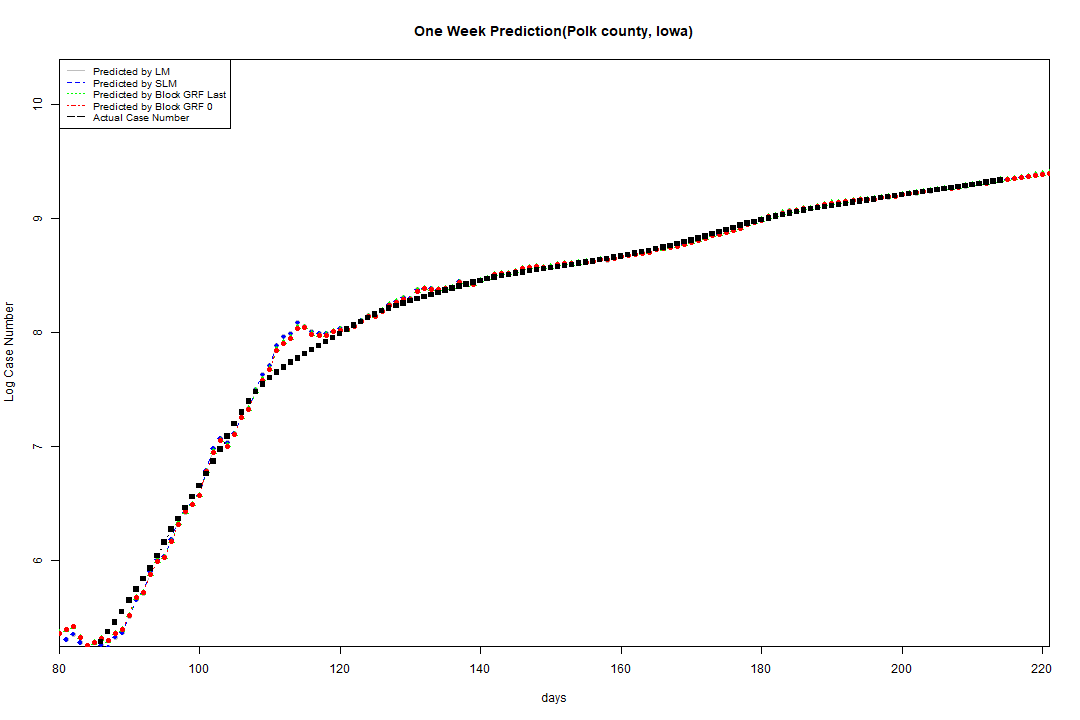 One Week Prediction(Polk county, Iowa)
Predicted by LM
Predicted by SLM
Predicted by Block GRF Last
Predicted by Block GRF 0
Actual Case Number
10
9
8
7
6
Log Case Number
80 100 120 140 160 180 200 220
days